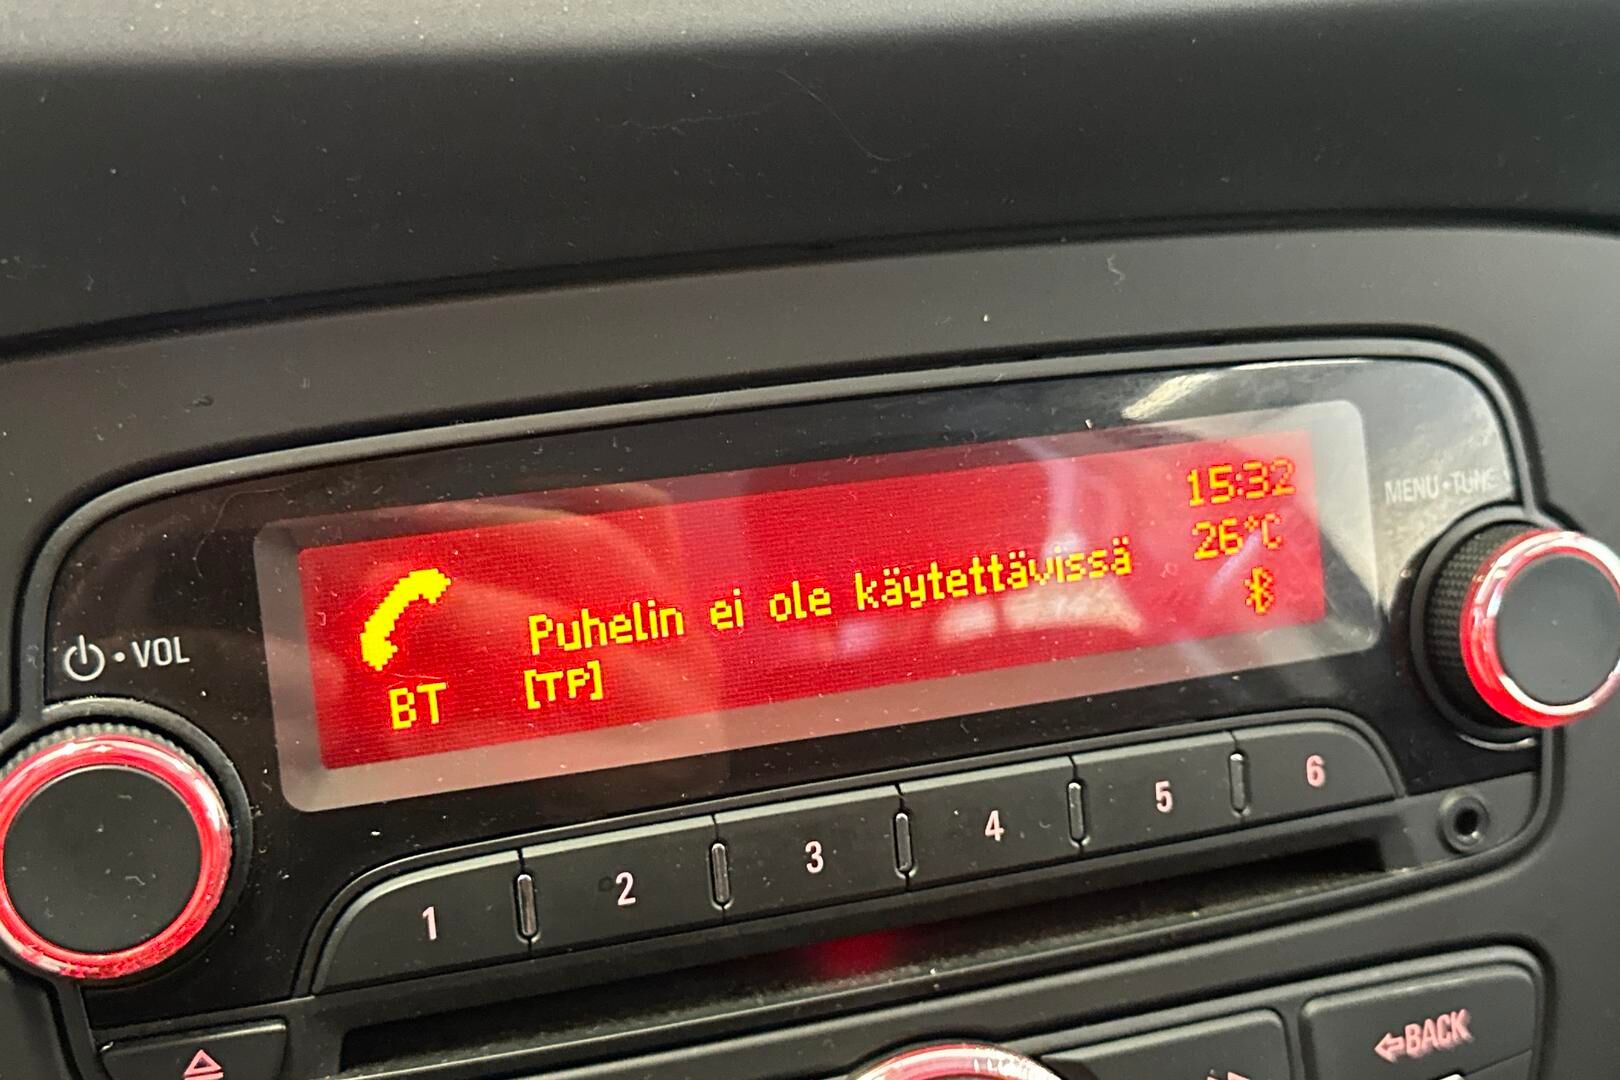 15:32
26°C
Puhelin ei ole käytettävissä
BT [TP]
VOL
MENU•TUNE
1 2 3 4 5 6
BACK